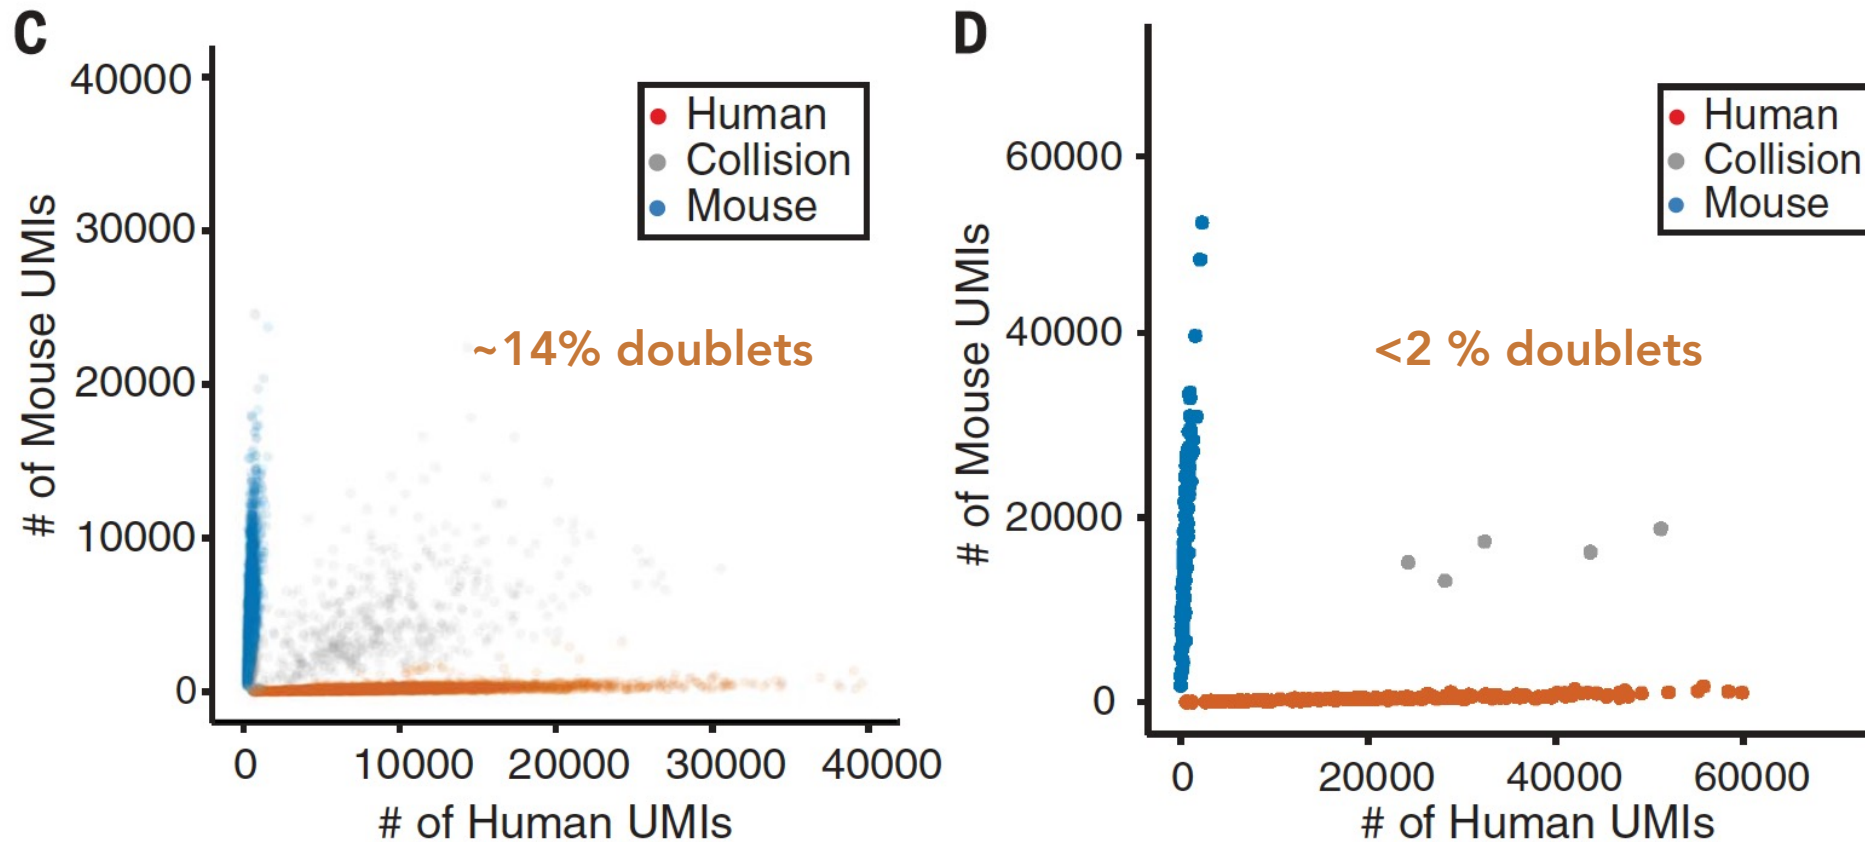 C
40000
30000
20000
10000
0
# of Mouse UMIs
Human
Collision
Mouse
~14% doublets
0 10000 20000 30000 40000
# of Human UMIs
D
60000
40000
20000
0
# of Mouse UMIs
Human
Collision
Mouse
<2 % doublets
0 20000 40000 60000
# of Human UMIs